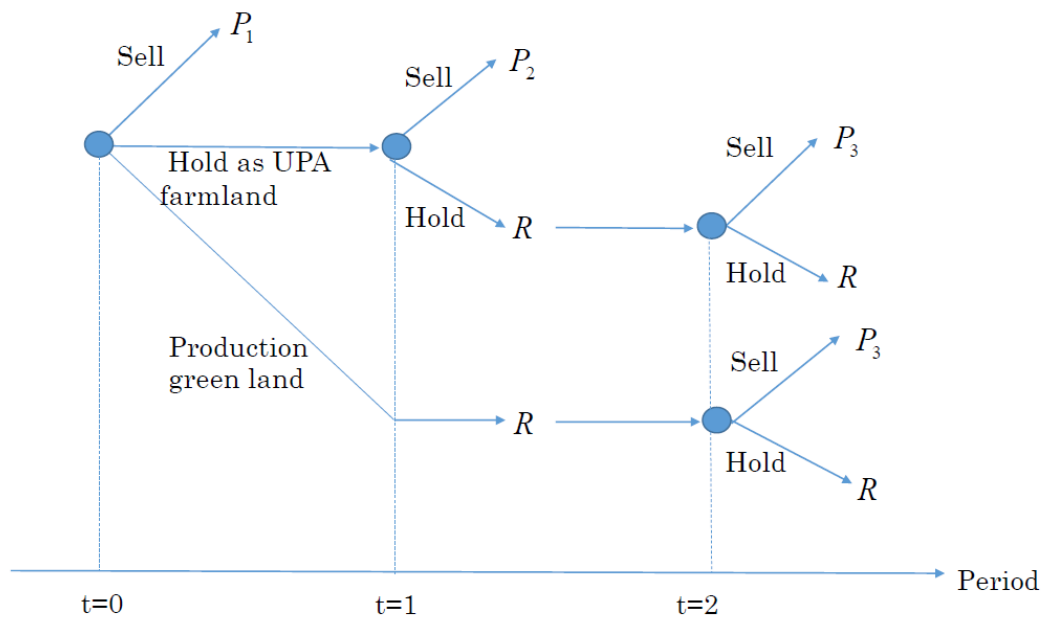 Sell
P₁
Sell
P₂
Hold as UPA
farmland
Sell
P₃
Hold
R
Hold
R
Production
green land
Sell
P₃
R
Hold
R
Period
t=0
t=1
t=2